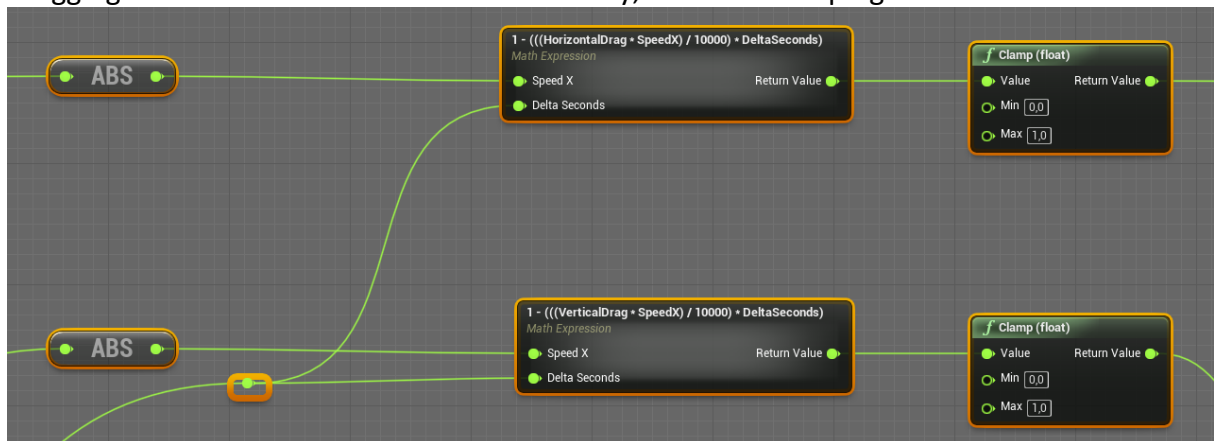 ABS
1 - (((HorizontalDrag * SpeedX) / 10000) * DeltaSeconds)
Math Expression
Speed X Return Value
Delta Seconds
f Clamp (float)
Value Return Value
Min 0,0
Max 1,0
ABS
1 - (((VerticalDrag * SpeedX) / 10000) * DeltaSeconds)
Math Expression
Speed X Return Value
Delta Seconds
f Clamp (float)
Value Return Value
Min 0,0
Max 1,0